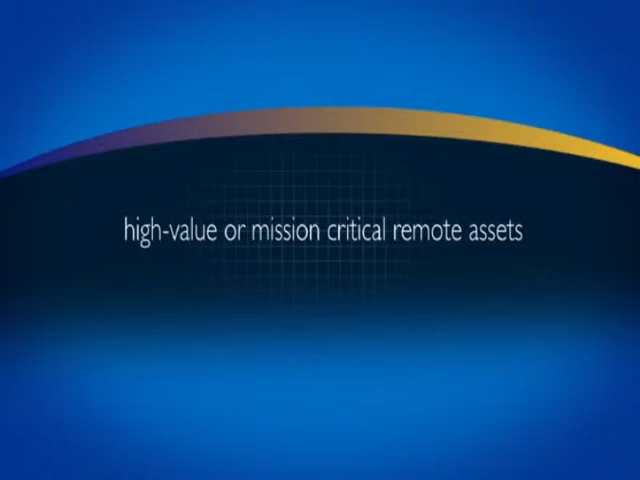 high-value or mission critical remote assets